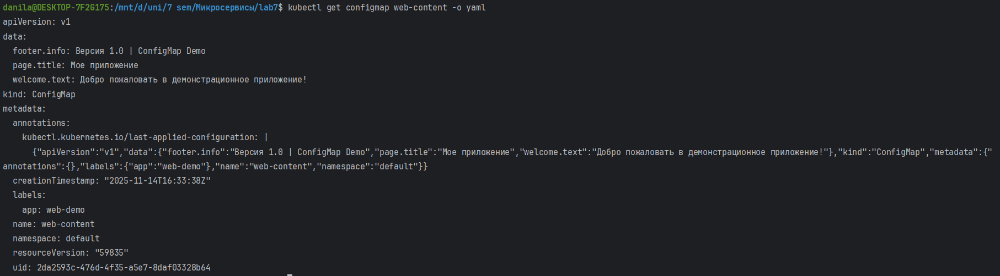 danila@DESKTOP-7F2G175:/mnt/d/uni/7 sem/Микросервисы/lab7$ kubectl get configmap web-content -o yaml
apiVersion: v1
data:
  footer.info: Версия 1.0 | ConfigMap Demo
  page.title: Мое приложение
  welcome.text: Добро пожаловать в демонстрационное приложение!
kind: ConfigMap
metadata:
  annotations:
    kubectl.kubernetes.io/last-applied-configuration: |
      {"apiVersion":"v1","data":{"footer.info":"Версия 1.0 | ConfigMap Demo","page.title":"Мое приложение","welcome.text":"Добро пожаловать в демонстрационное приложение!"},"kind":"ConfigMap","metadata":{"
annotations":{},"labels":{"app":"web-demo"},"name":"web-content","namespace":"default"}}
  creationTimestamp: "2025-11-14T16:33:38Z"
  labels:
    app: web-demo
  name: web-content
  namespace: default
  resourceVersion: "59835"
  uid: 2da2593c-476d-4f35-a5e7-8daf03328b64